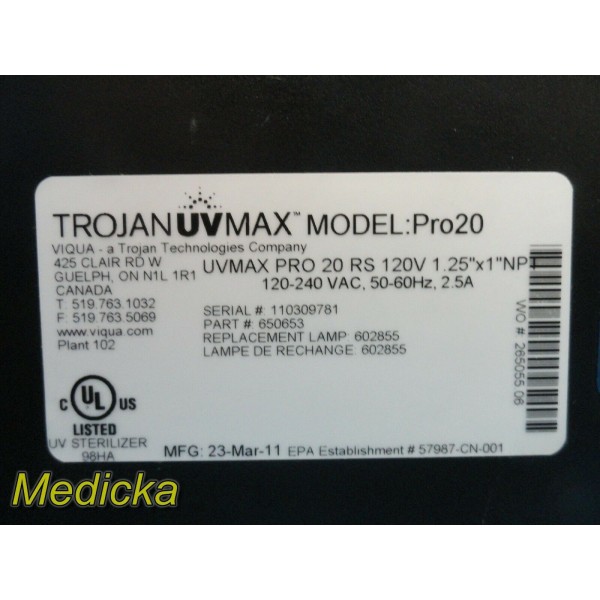 TROJANUVMAX™ MODEL:Pro20
VIQUA - a Trojan Technologies Company
425 CLAIR RD W
GUELPH, ON N1L 1R1
CANADA
T 519.763.1032
F 519.763.5069
www.viqua.com
Plant 102
UVMAX PRO 20 RS 120V 1.25"x1"NPT
120-240 VAC, 50-60Hz, 2.5A
SERIAL # 110309781
PART #: 650653
REPLACEMENT LAMP: 602855
LAMPE DE RECHANGE: 602855
WO # 265055 06
C UL US
LISTED
UV STERILIZER
98HA
MFG: 23-Mar-11 EPA Establishment # 57987-CN-001
Medicka